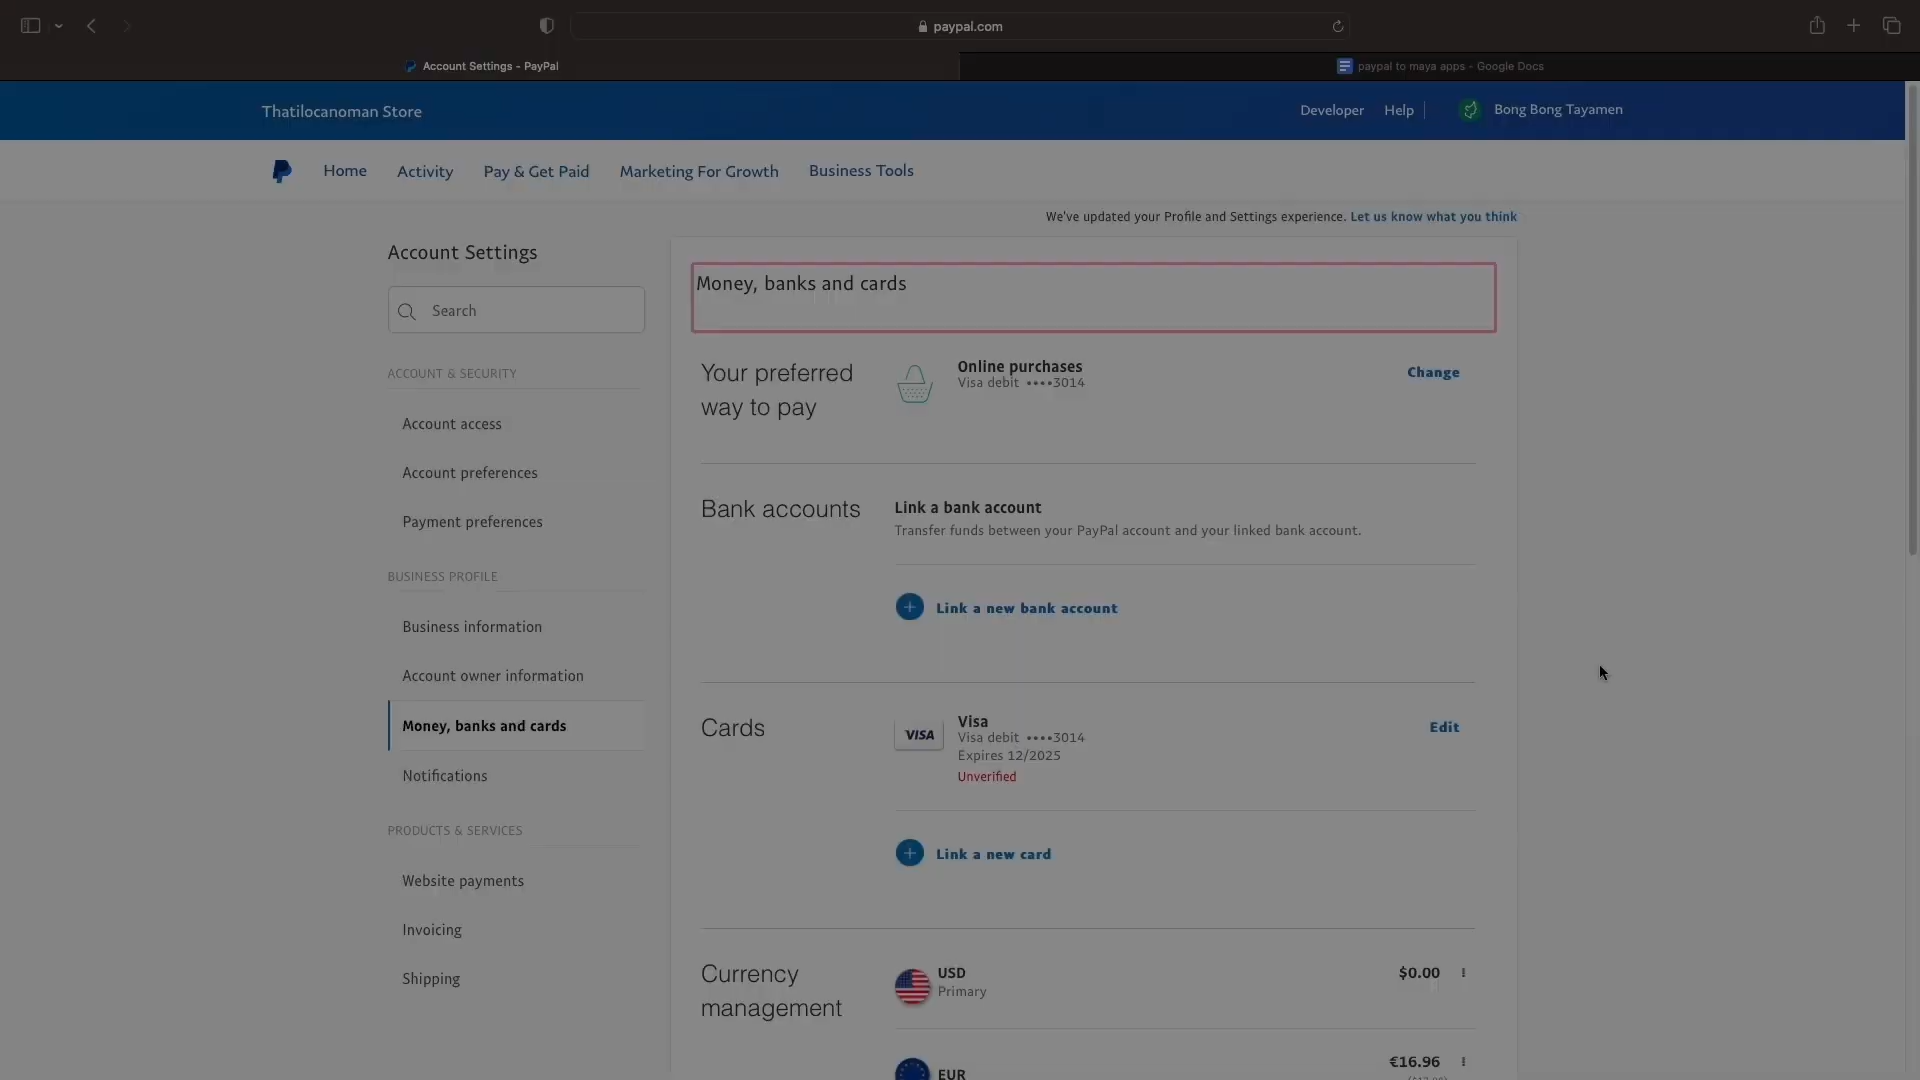 paypal.com
Account Settings - PayPal
paypal to maya apps - Google Docs
Thatilocanoman Store
Developer
Help
Bong Bong Tayamen
Home
Activity
Pay & Get Paid
Marketing For Growth
Business Tools
We've updated your Profile and Settings experience. Let us know what you think
Account Settings
Search
ACCOUNT & SECURITY
Account access
Account preferences
Payment preferences
BUSINESS PROFILE
Business information
Account owner information
Money, banks and cards
Notifications
PRODUCTS & SERVICES
Website payments
Invoicing
Shipping
Money, banks and cards
Your preferred
way to pay
Online purchases
Visa debit ••••3014
Change
Bank accounts
Link a bank account
Transfer funds between your PayPal account and your linked bank account.
Link a new bank account
Cards
VISA
Visa
Visa debit ••••3014
Expires 12/2025
Unverified
Edit
Link a new card
Currency
management
USD
Primary
$0.00
EUR
€16.96